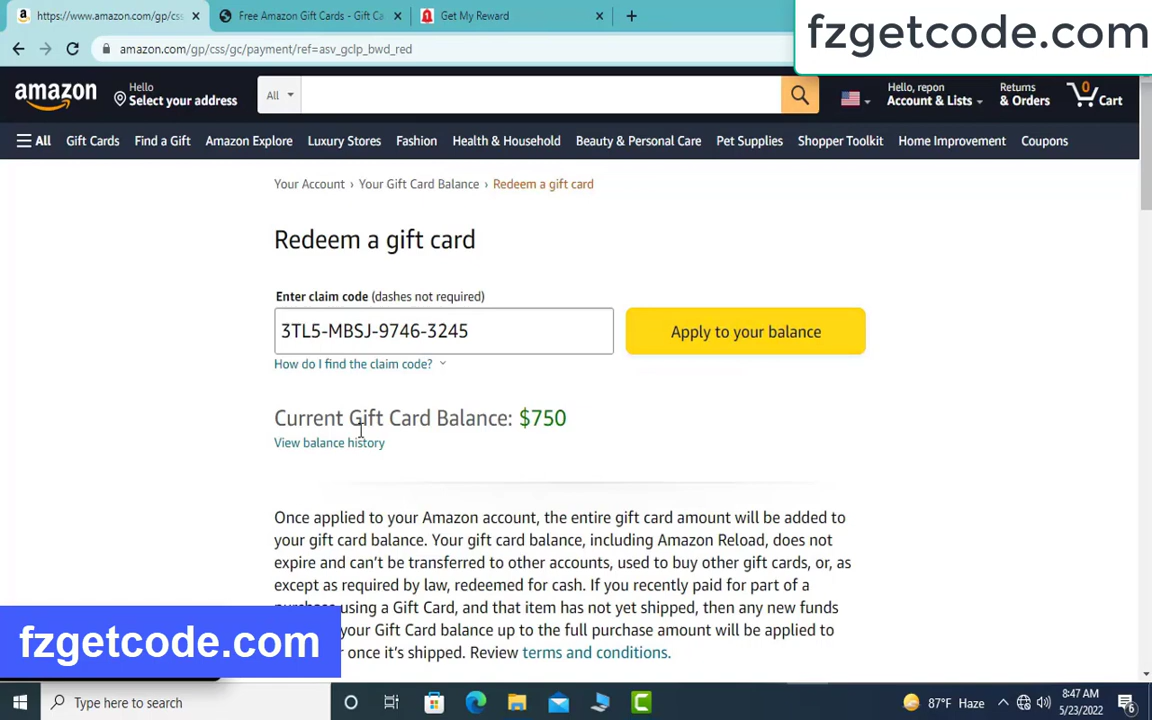 https://www.amazon.com/gp/css
Free Amazon Gift Cards - Gift Ca
Get My Reward
amazon.com/gp/css/gc/payment/ref=asv_gclp_bwd_red
fzgetcode.com
amazon
Hello
Select your address
All
Hello, repon
Account & Lists
Returns
& Orders
0
Cart
All
Gift Cards
Find a Gift
Amazon Explore
Luxury Stores
Fashion
Health & Household
Beauty & Personal Care
Pet Supplies
Shopper Toolkit
Home Improvement
Coupons
Your Account › Your Gift Card Balance › Redeem a gift card
Redeem a gift card
Enter claim code (dashes not required)
3TL5-MBSJ-9746-3245
Apply to your balance
How do I find the claim code?
Current Gift Card Balance: $750
View balance history
Once applied to your Amazon account, the entire gift card amount will be added to
your gift card balance. Your gift card balance, including Amazon Reload, does not
expire and can't be transferred to other accounts, used to buy other gift cards, or,
as except as required by law, redeemed for cash. If you recently paid for part of a
using a Gift Card, and that item has not yet shipped, then any new funds
your Gift Card balance up to the full purchase amount will be applied to
once it's shipped. Review terms and conditions.
fzgetcode.com
Type here to search
87°F Haze
8:47 AM
5/23/2022
6